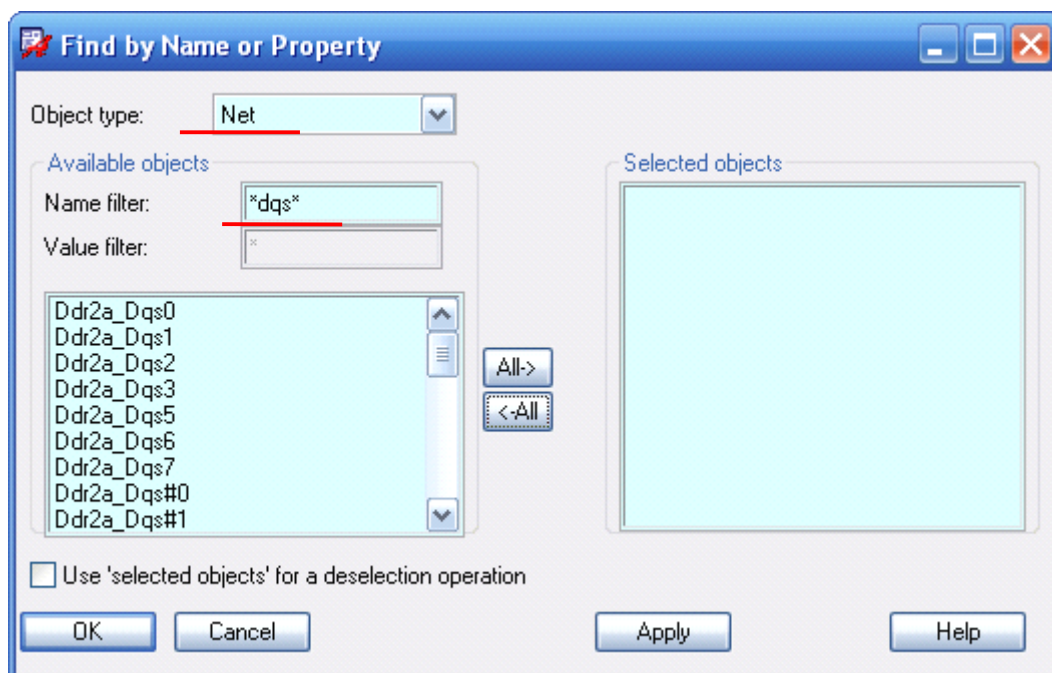 Find by Name or Property
Object type: Net
Available objects
Name filter: *dqs*
Value filter: *
Ddr2a_Dqs0
Ddr2a_Dqs1
Ddr2a_Dqs2
Ddr2a_Dqs3
Ddr2a_Dqs5
Ddr2a_Dqs6
Ddr2a_Dqs7
Ddr2a_Dqs#0
Ddr2a_Dqs#1
All->
<-All
Selected objects
Use 'selected objects' for a deselection operation
OK Cancel Apply Help